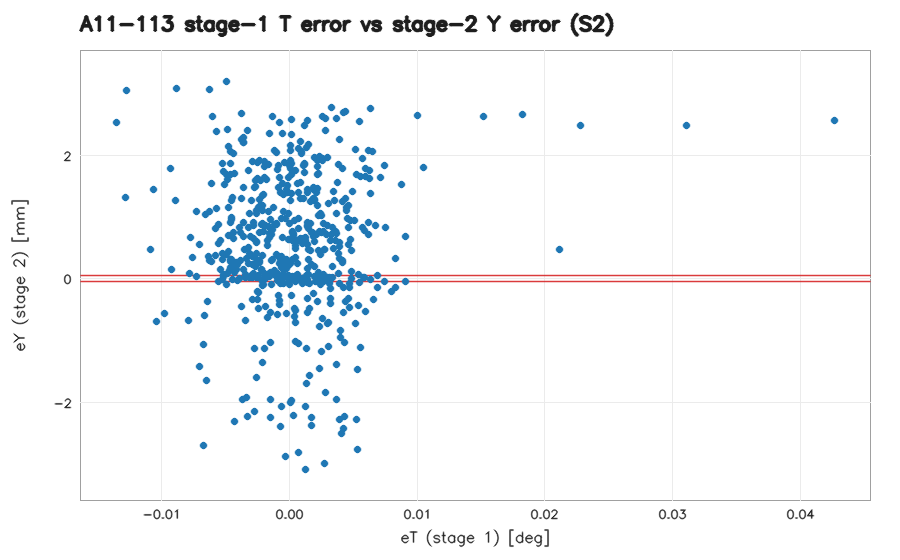 A11-113 stage-1 T error vs stage-2 Y error (S2)
eY (stage 2) [mm]
2
0
−2
−0.01 0.00 0.01 0.02 0.03 0.04
eT (stage 1) [deg]